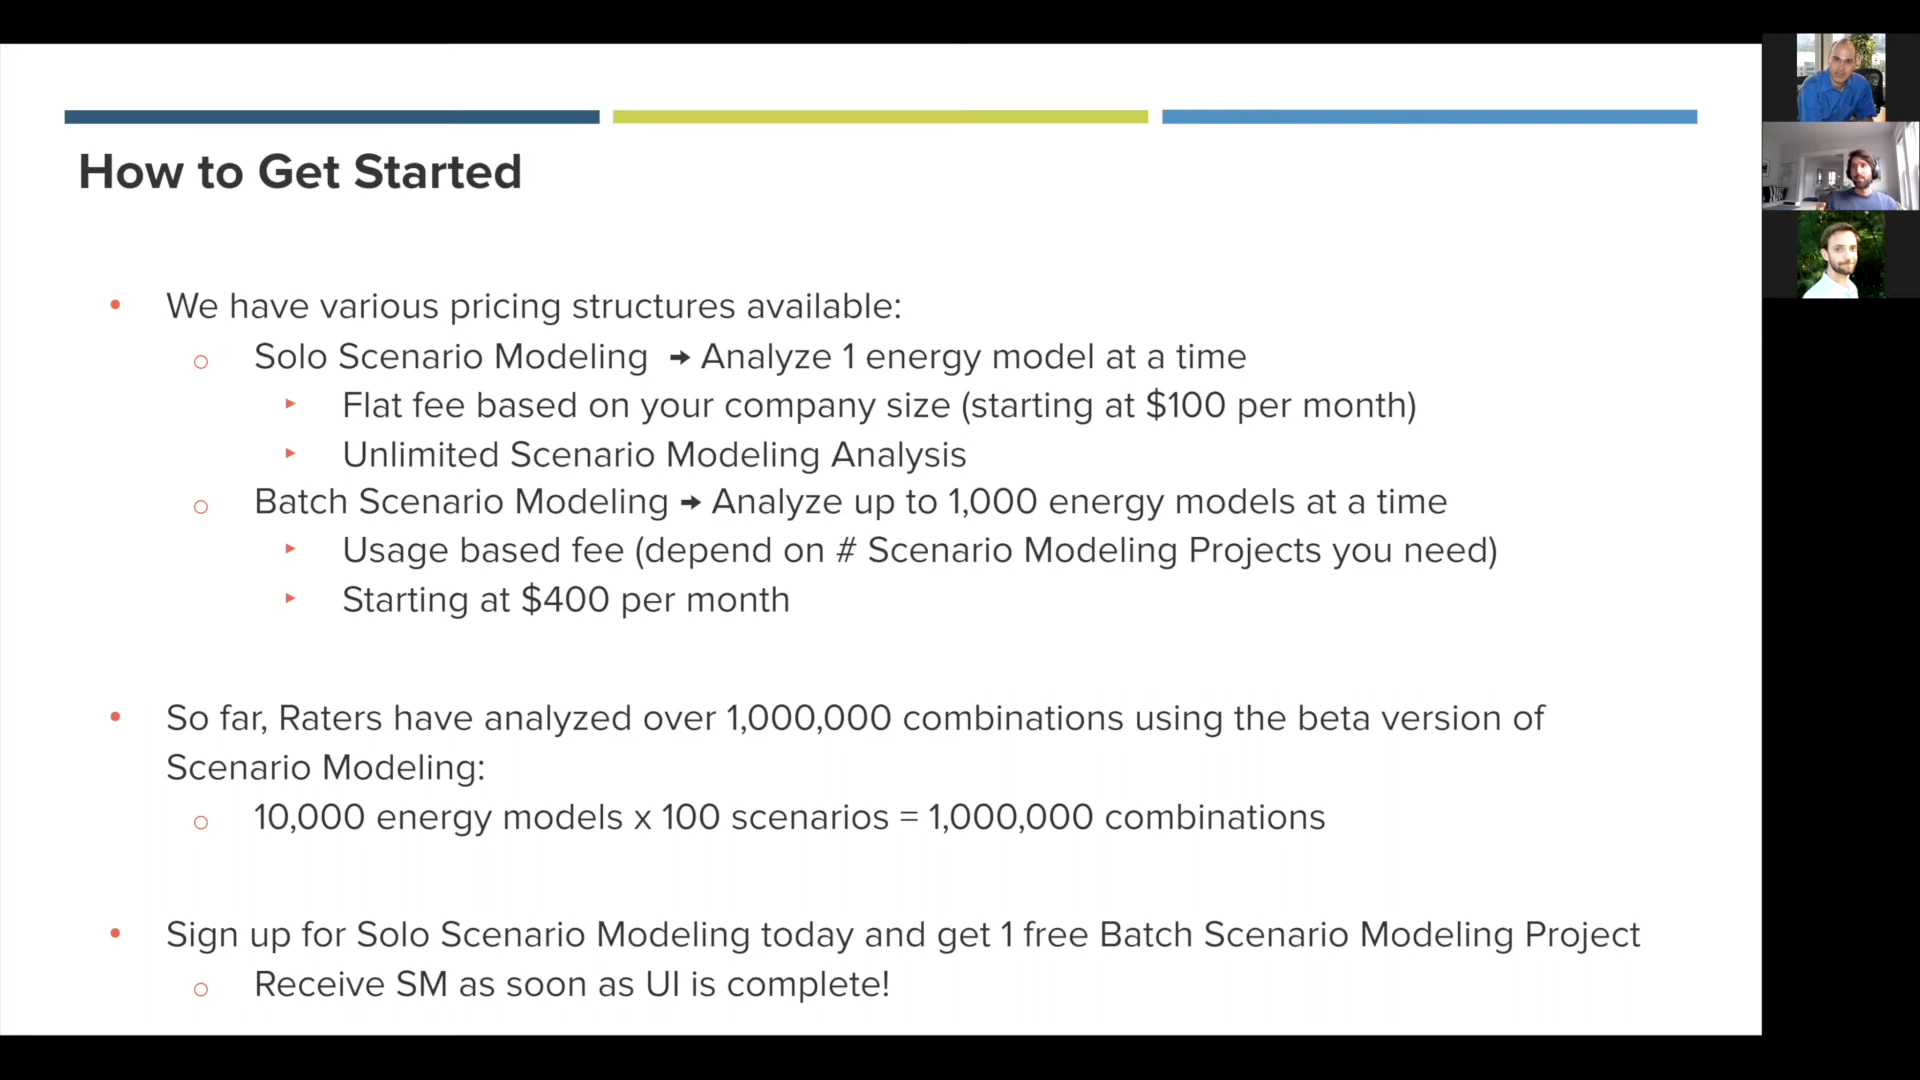 How to Get Started
• We have various pricing structures available:
o Solo Scenario Modeling → Analyze 1 energy model at a time
▸ Flat fee based on your company size (starting at $100 per month)
▸ Unlimited Scenario Modeling Analysis
o Batch Scenario Modeling → Analyze up to 1,000 energy models at a time
▸ Usage based fee (depend on # Scenario Modeling Projects you need)
▸ Starting at $400 per month
• So far, Raters have analyzed over 1,000,000 combinations using the beta version of
Scenario Modeling:
o 10,000 energy models x 100 scenarios = 1,000,000 combinations
• Sign up for Solo Scenario Modeling today and get 1 free Batch Scenario Modeling Project
o Receive SM as soon as UI is complete!